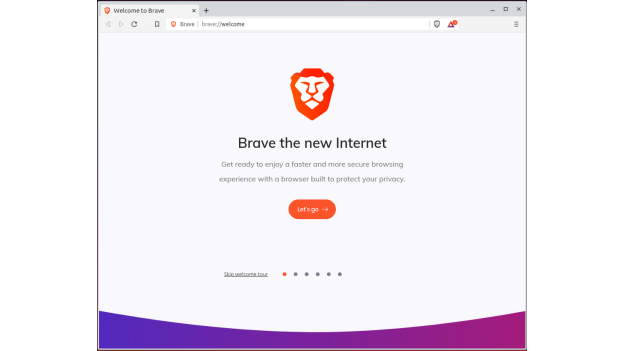 Welcome to Brave
Brave | brave://welcome
Brave the new Internet
Get ready to enjoy a faster and more secure browsing
experience with a browser built to protect your privacy.
Let's go →
Skip welcome tour